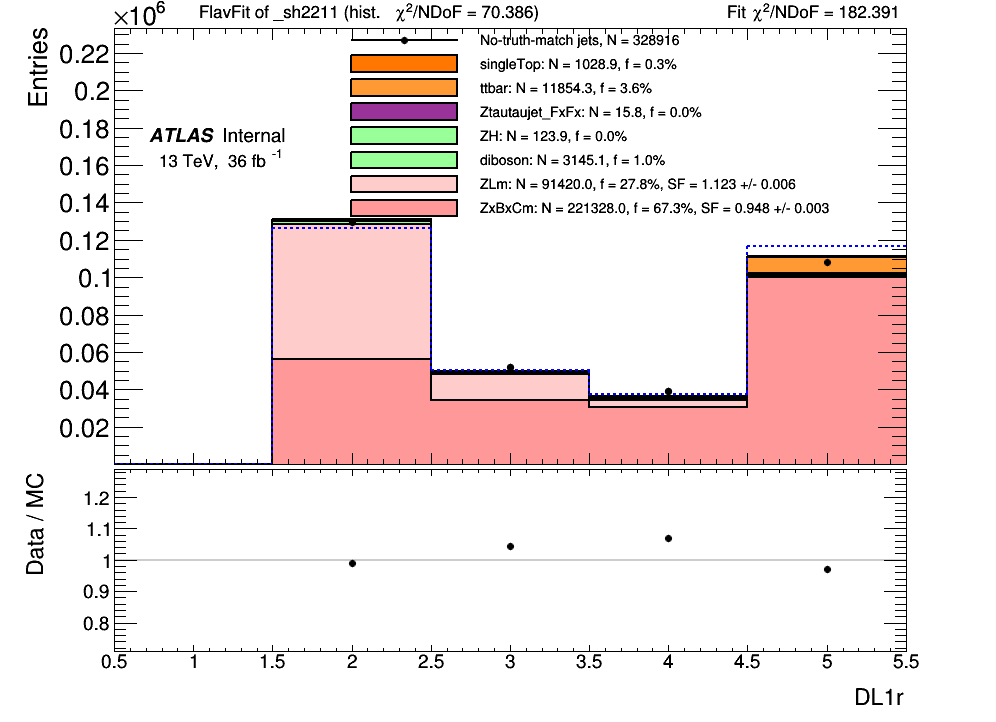 ×10⁶
FlavFit of _sh2211 (hist. χ²/NDoF = 70.386)
Fit χ²/NDoF = 182.391
Entries
0.22
0.2
0.18
0.16
0.14
0.12
0.1
0.08
0.06
0.04
0.02
ATLAS Internal
13 TeV, 36 fb⁻¹
No-truth-match jets, N = 328916
singleTop: N = 1028.9, f = 0.3%
ttbar: N = 11854.3, f = 3.6%
Ztautaujet_FxFx: N = 15.8, f = 0.0%
ZH: N = 123.9, f = 0.0%
diboson: N = 3145.1, f = 1.0%
ZLm: N = 91420.0, f = 27.8%, SF = 1.123 +/- 0.006
ZxBxCm: N = 221328.0, f = 67.3%, SF = 0.948 +/- 0.003
Data / MC
1.2
1.1
1
0.9
0.8
0.5 1 1.5 2 2.5 3 3.5 4 4.5 5 5.5
DL1r